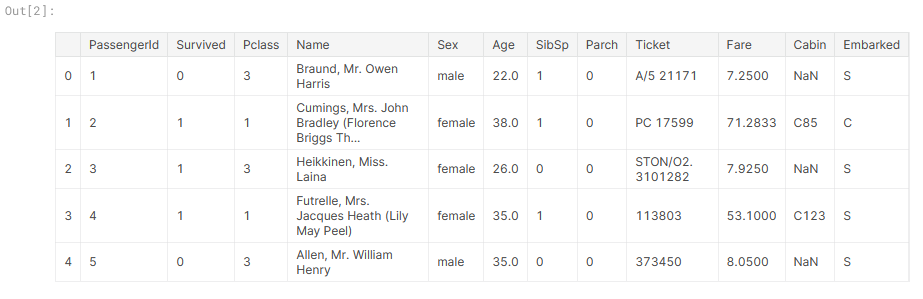 Out[2]:
PassengerId Survived Pclass Name Sex Age SibSp Parch Ticket Fare Cabin Embarked
0 1 0 3 Braund, Mr. Owen
Harris male 22.0 1 0 A/5 21171 7.2500 NaN S
1 2 1 1 Cumings, Mrs. John
Bradley (Florence
Briggs Th... female 38.0 1 0 PC 17599 71.2833 C85 C
2 3 1 3 Heikkinen, Miss.
Laina female 26.0 0 0 STON/O2.
3101282 7.9250 NaN S
3 4 1 1 Futrelle, Mrs.
Jacques Heath (Lily
May Peel) female 35.0 1 0 113803 53.1000 C123 S
4 5 0 3 Allen, Mr. William
Henry male 35.0 0 0 373450 8.0500 NaN S